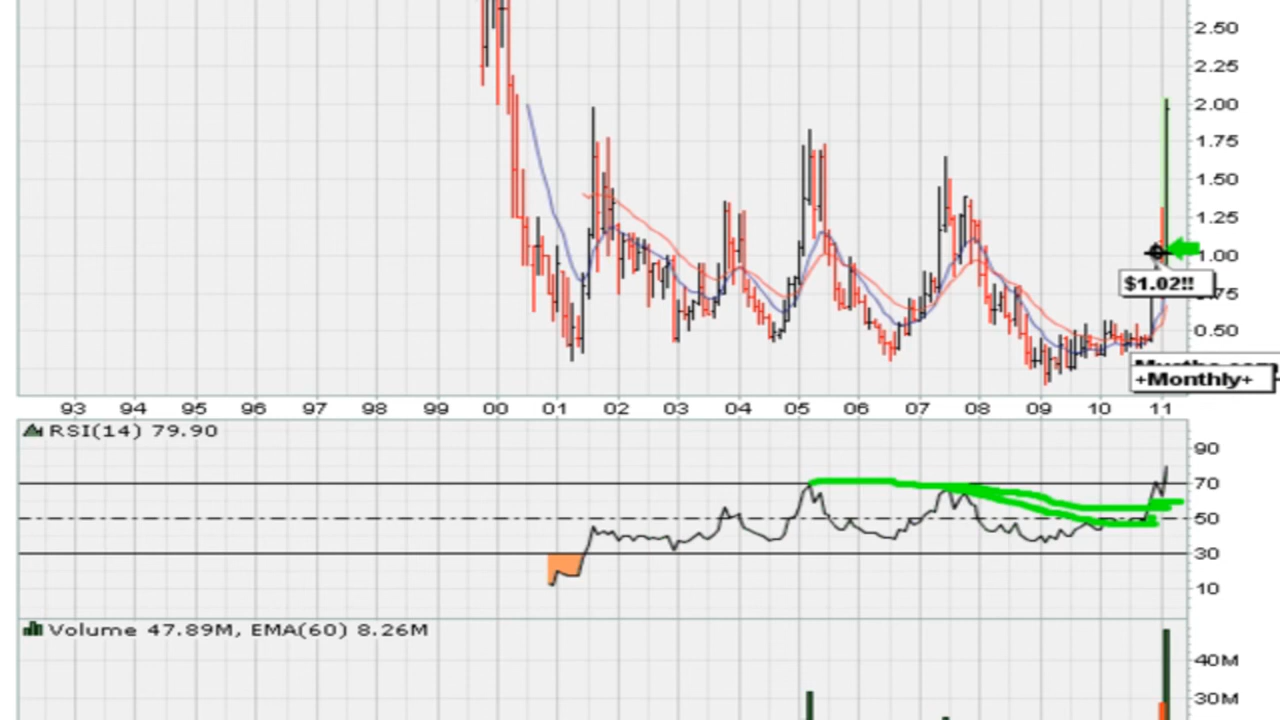 2.50
2.25
2.00
1.75
1.50
1.25
1.00
$1.02!! .75
0.50
+Monthly+
93 94 95 96 97 98 99 00 01 02 03 04 05 06 07 08 09 10 11
RSI(14) 79.90
90
70
50
30
10
Volume 47.89M, EMA(60) 8.26M
40M
30M